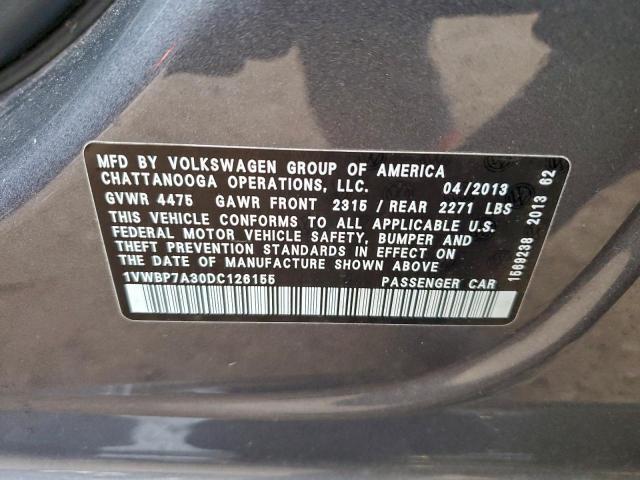 MFD BY VOLKSWAGEN GROUP OF AMERICA
CHATTANOOGA OPERATIONS, LLC. 04/2013
GVWR 4475 GAWR FRONT 2315 / REAR 2271 LBS
THIS VEHICLE CONFORMS TO ALL APPLICABLE U.S.
FEDERAL MOTOR VEHICLE SAFETY, BUMPER AND
THEFT PREVENTION STANDARDS IN EFFECT ON
THE DATE OF MANUFACTURE SHOWN ABOVE.
1VWBP7A30DC126155 PASSENGER CAR
1569238 2013 62